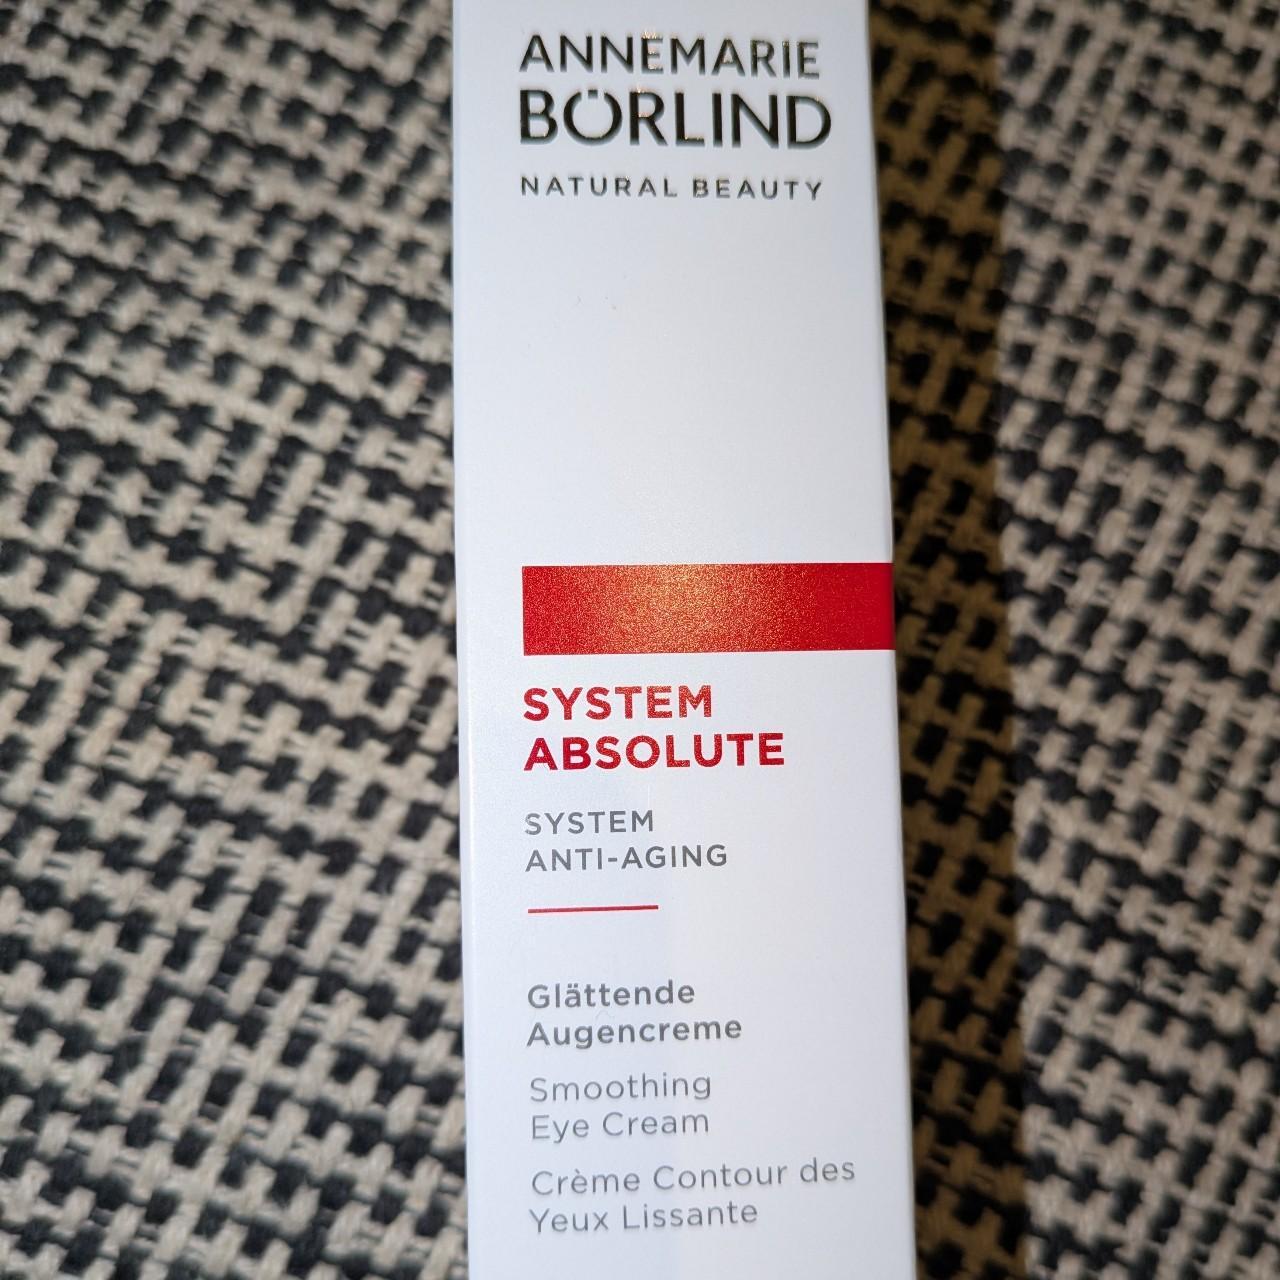 ANNEMARIE
BÖRLIND
NATURAL BEAUTY
SYSTEM
ABSOLUTE
SYSTEM
ANTI-AGING
Glättende
Augencreme
Smoothing
Eye Cream
Crème Contour des
Yeux Lissante